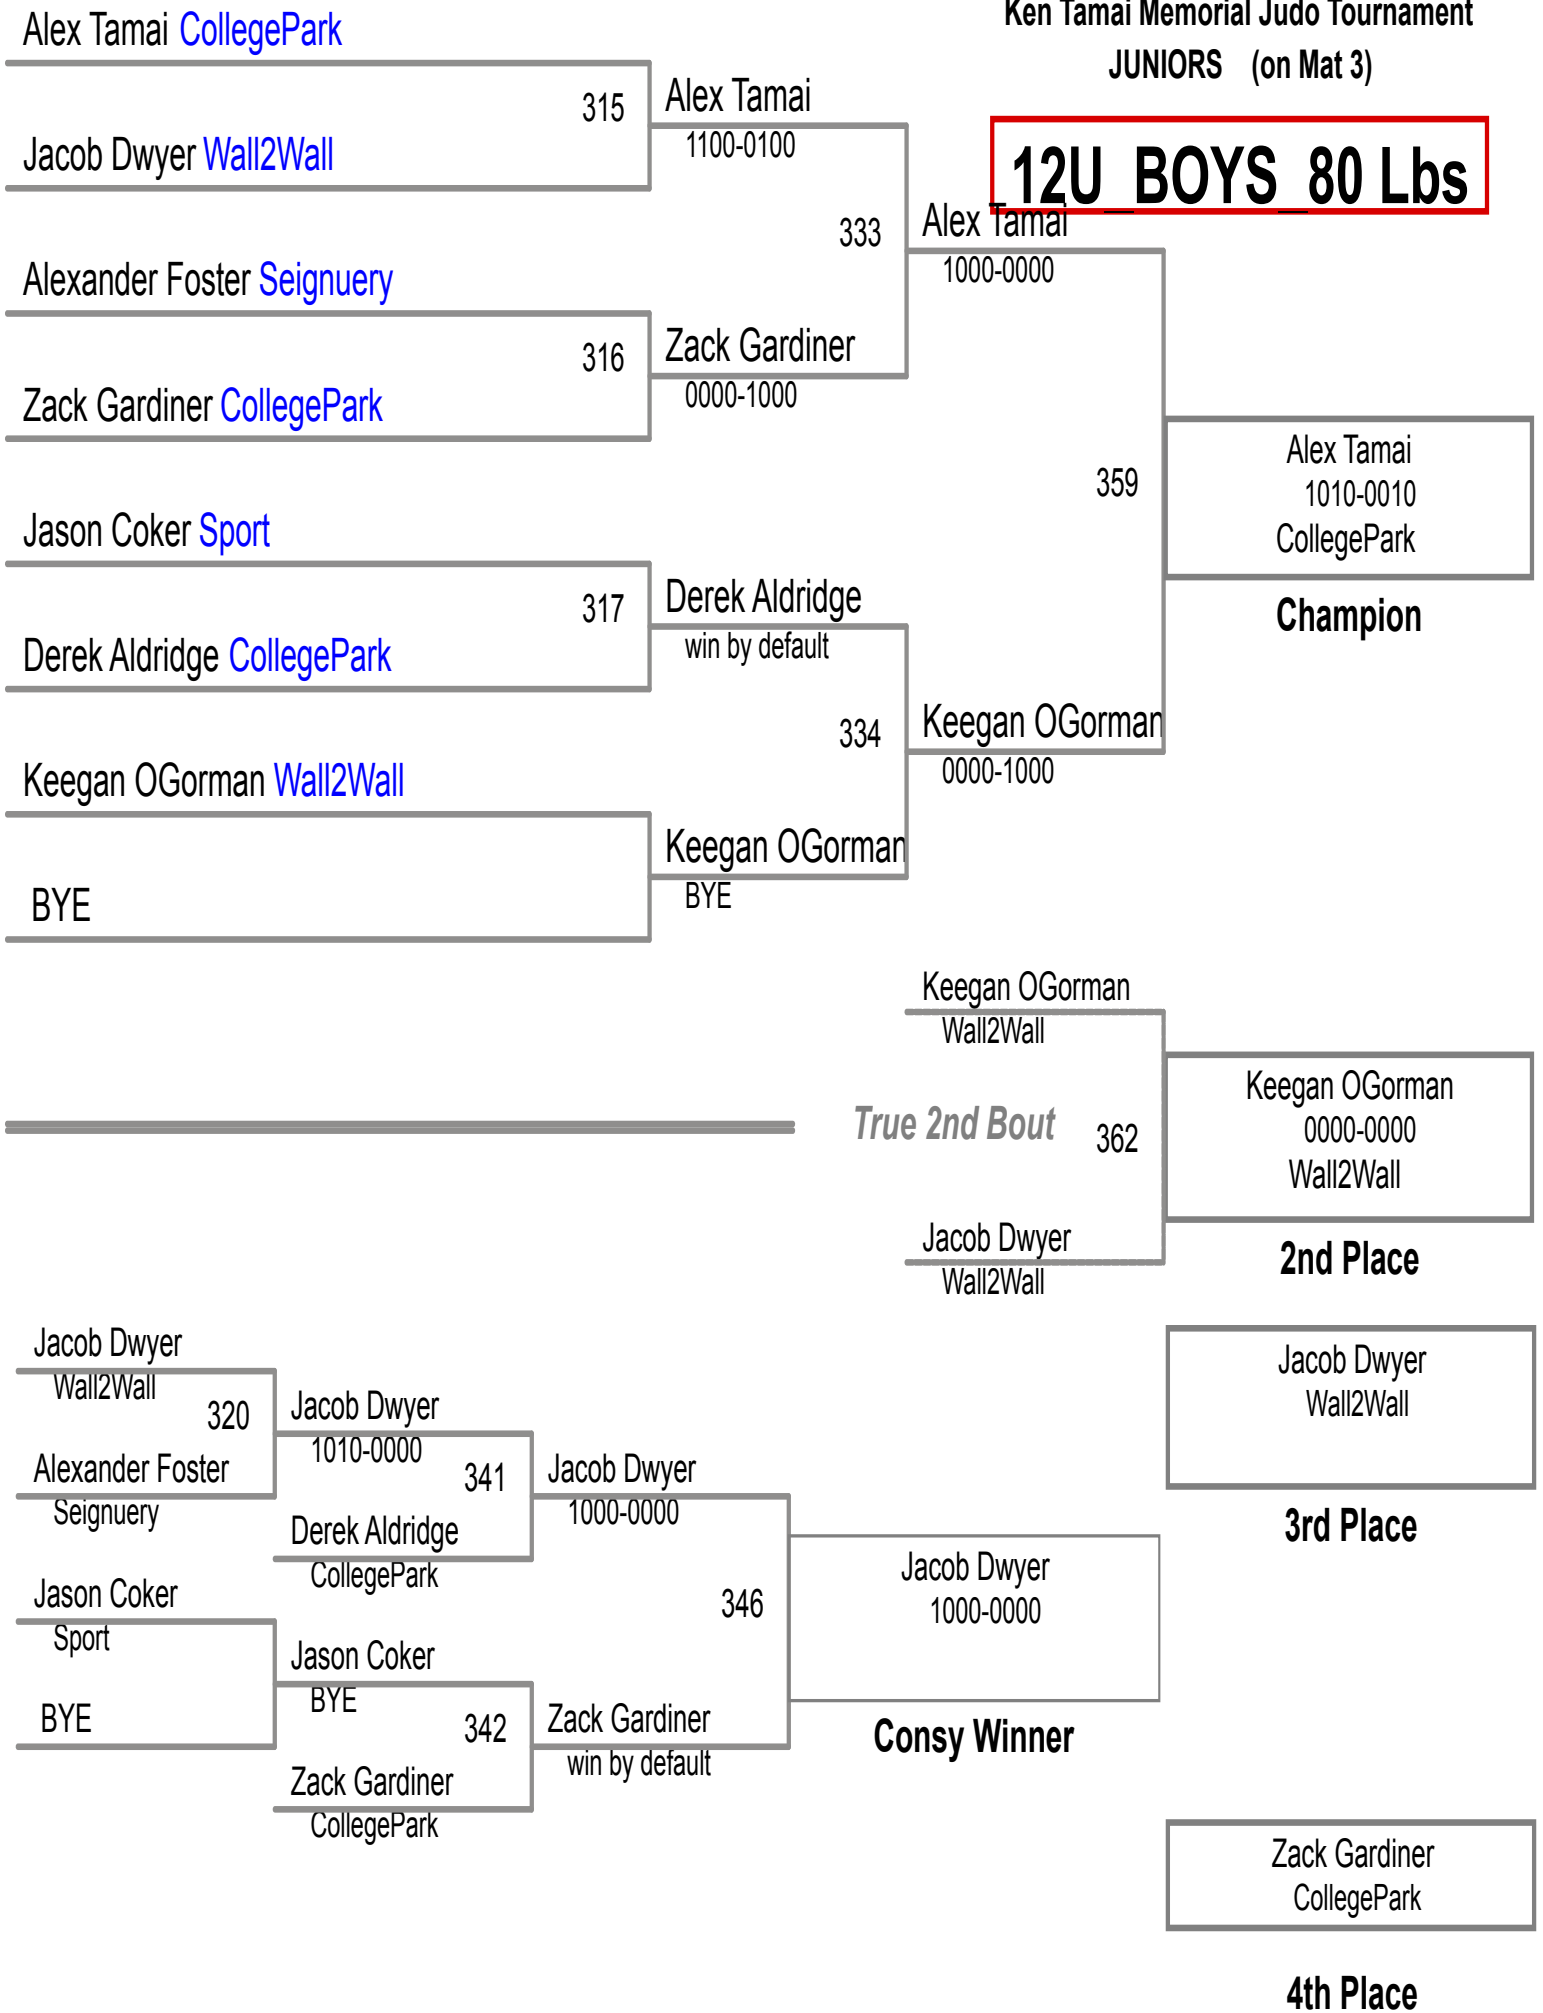 Ken Tamai Memorial Judo Tournament
JUNIORS (on Mat 3)
12U_BOYS_80 Lbs
Alex Tamai CollegePark
315
Alex Tamai
1100-0100
Jacob Dwyer Wall2Wall
333
Alex Tamai
1000-0000
Alexander Foster Seignuery
316
Zack Gardiner
0000-1000
Zack Gardiner CollegePark
359
Alex Tamai
1010-0010
CollegePark
Champion
Jason Coker Sport
317
Derek Aldridge
win by default
Derek Aldridge CollegePark
334
Keegan OGorman
0000-1000
Keegan OGorman Wall2Wall
Keegan OGorman
BYE
BYE
Keegan OGorman
Wall2Wall
True 2nd Bout
362
Keegan OGorman
0000-0000
Wall2Wall
2nd Place
Jacob Dwyer
Wall2Wall
Jacob Dwyer
Wall2Wall
320
Jacob Dwyer
1010-0000
Alexander Foster
Seignuery
341
Jacob Dwyer
1000-0000
Derek Aldridge
CollegePark
Jacob Dwyer
Wall2Wall
3rd Place
Jason Coker
Sport
346
Jacob Dwyer
1000-0000
Consy Winner
Jason Coker
BYE
BYE
342
Zack Gardiner
win by default
Zack Gardiner
CollegePark
Zack Gardiner
CollegePark
4th Place